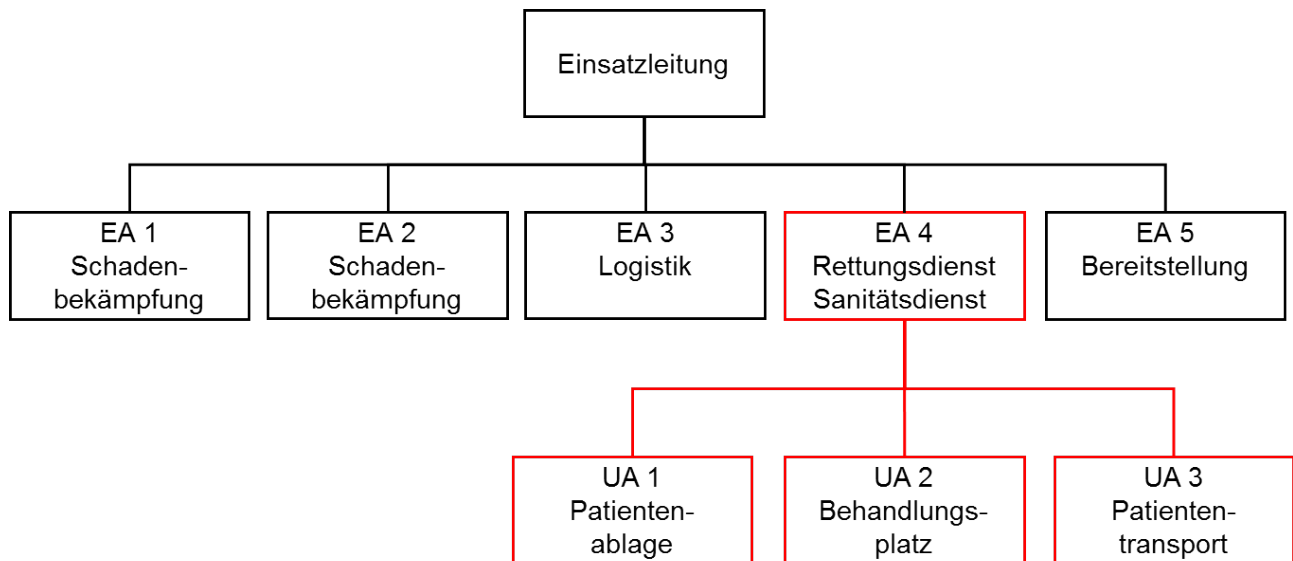 Einsatzleitung
EA 1
Schaden-
bekämpfung
EA 2
Schaden-
bekämpfung
EA 3
Logistik
EA 4
Rettungsdienst
Sanitätsdienst
EA 5
Bereitstellung
UA 1
Patienten-
ablage
UA 2
Behandlungs-
platz
UA 3
Patienten-
transport